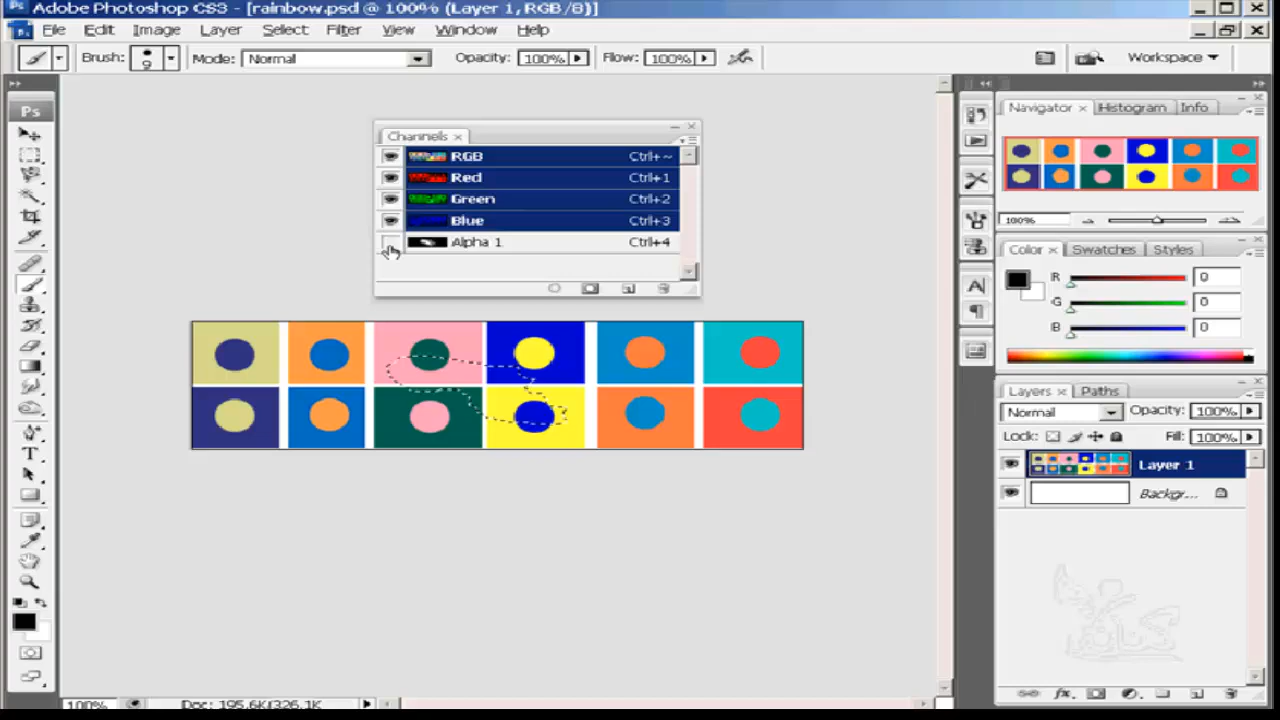 Adobe Photoshop CS3 - [rainbow.psd @ 100% (Layer 1, RGB/8)]
File Edit Image Layer Select Filter View Window Help
Brush: 9 Mode: Normal Opacity: 100% Flow: 100% Workspace
Ps
Channels
RGB Ctrl+~
Red Ctrl+1
Green Ctrl+2
Blue Ctrl+3
Alpha 1 Ctrl+4
Navigator Histogram Info
100%
Color Swatches Styles
R 0
G 0
B 0
Layers Paths
Normal Opacity: 100%
Lock: Fill: 100%
Layer 1
Backgr...
100% Doc: 195.6K/326.1K